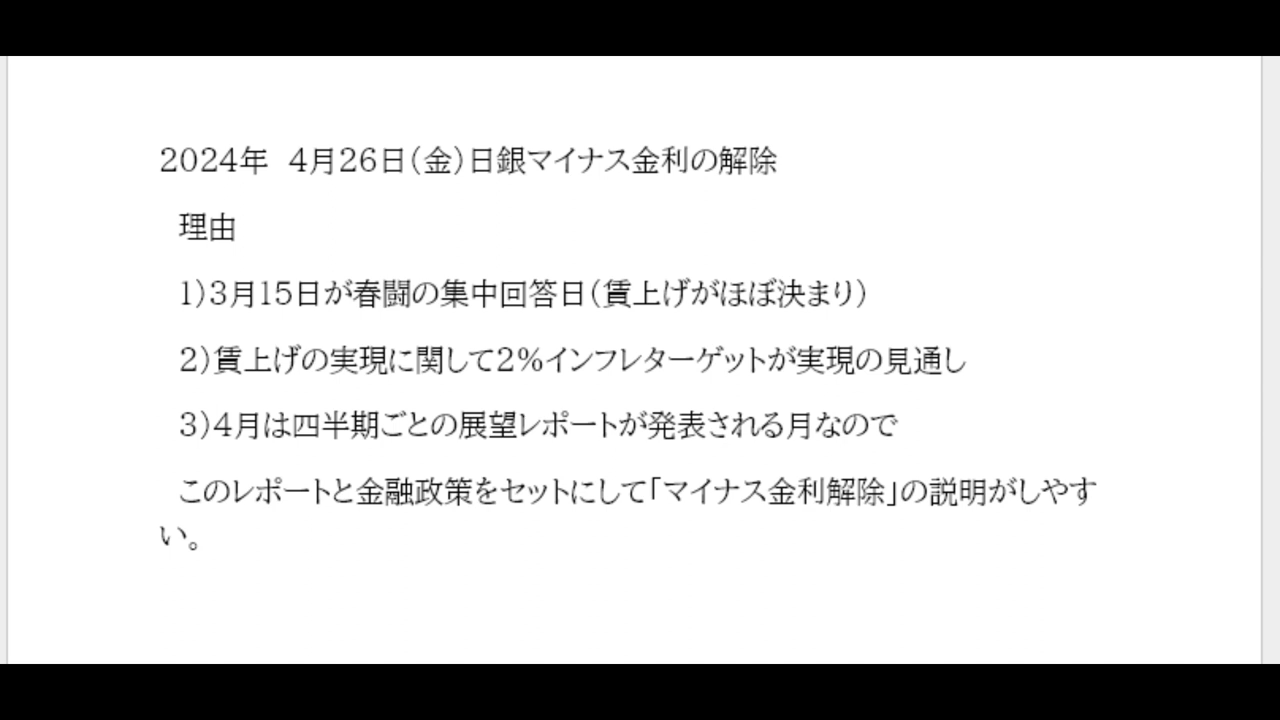 2024年　4月26日(金)日銀マイナス金利の解除
理由
1)3月15日が春闘の集中回答日(賃上げがほぼ決まり)
2)賃上げの実現に関して2%インフレターゲットが実現の見通し
3)4月は四半期ごとの展望レポートが発表される月なので
このレポートと金融政策をセットにして「マイナス金利解除」の説明がしやす
い。